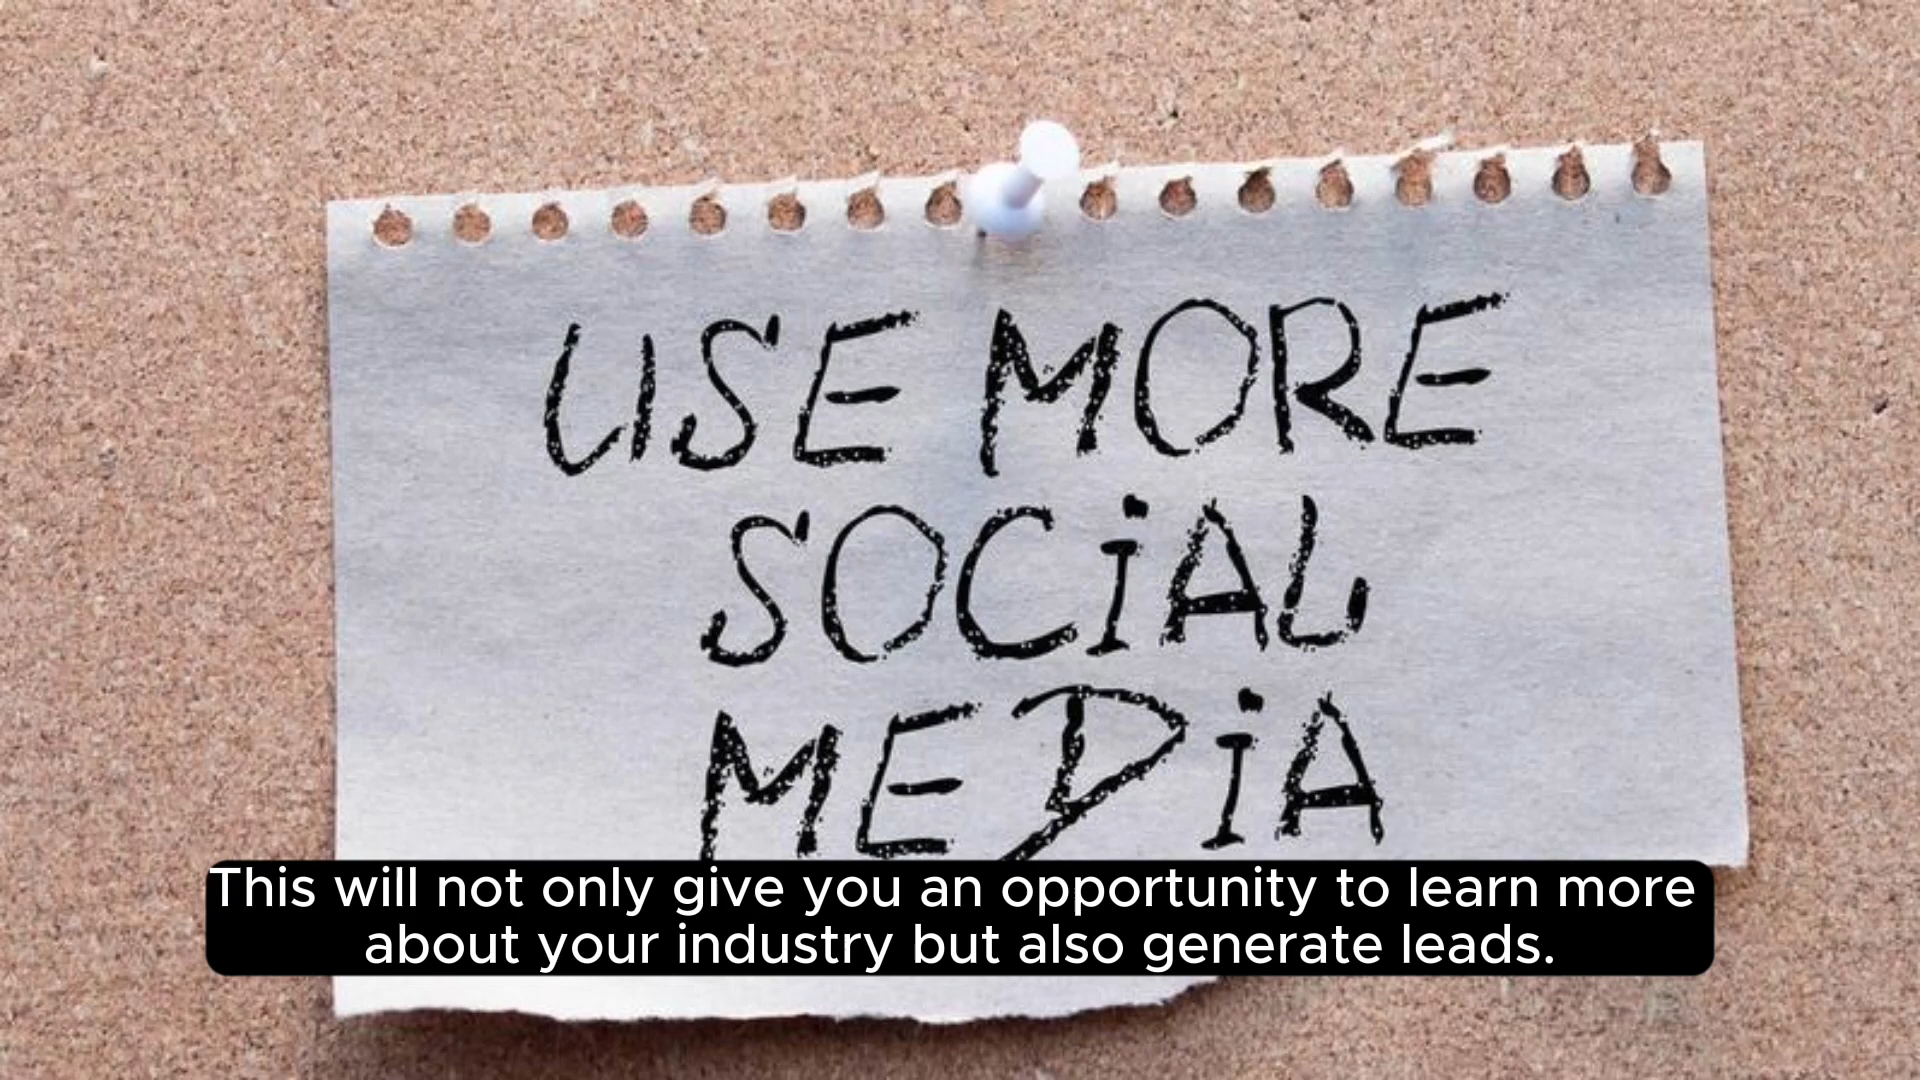 USE MORE
SOCiAL
MEDiA
This will not only give you an opportunity to learn more
about your industry but also generate leads.